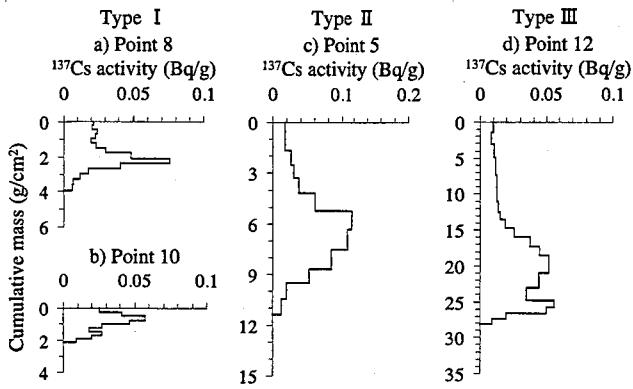 Type Ⅰ
a) Point 8
¹³⁷Cs activity (Bq/g)
0 0.05 0.1
0
2
4
6
b) Point 10
0 0.05 0.1
0
2
4
Cumulative mass (g/cm²)
Type Ⅱ
c) Point 5
¹³⁷Cs activity (Bq/g)
0 0.1 0.2
0
3
6
9
12
15
Type Ⅲ
d) Point 12
¹³⁷Cs activity (Bq/g)
0 0.05 0.1
0
5
10
15
20
25
30
35